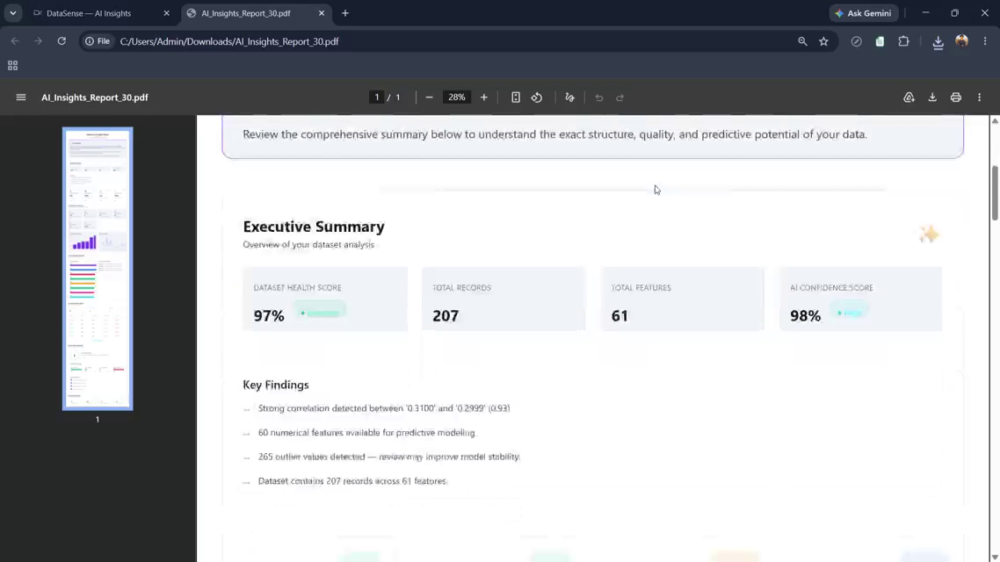 DataSense — AI Insights
AI_Insights_Report_30.pdf
Ask Gemini
File
C:/Users/Admin/Downloads/AI_Insights_Report_30.pdf
AI_Insights_Report_30.pdf
1 / 1
28%
Review the comprehensive summary below to understand the exact structure, quality, and predictive potential of your data.
Executive Summary
Overview of your dataset analysis
DATASET HEALTH SCORE
97%
TOTAL RECORDS
207
TOTAL FEATURES
61
AI CONFIDENCE SCORE
98%
Key Findings
→ Strong correlation detected between '0.3100' and '0.2999' (0.93)
→ 60 numerical features available for predictive modeling.
→ 265 outlier values detected — review may improve model stability.
→ Dataset contains 207 records across 61 features.
1